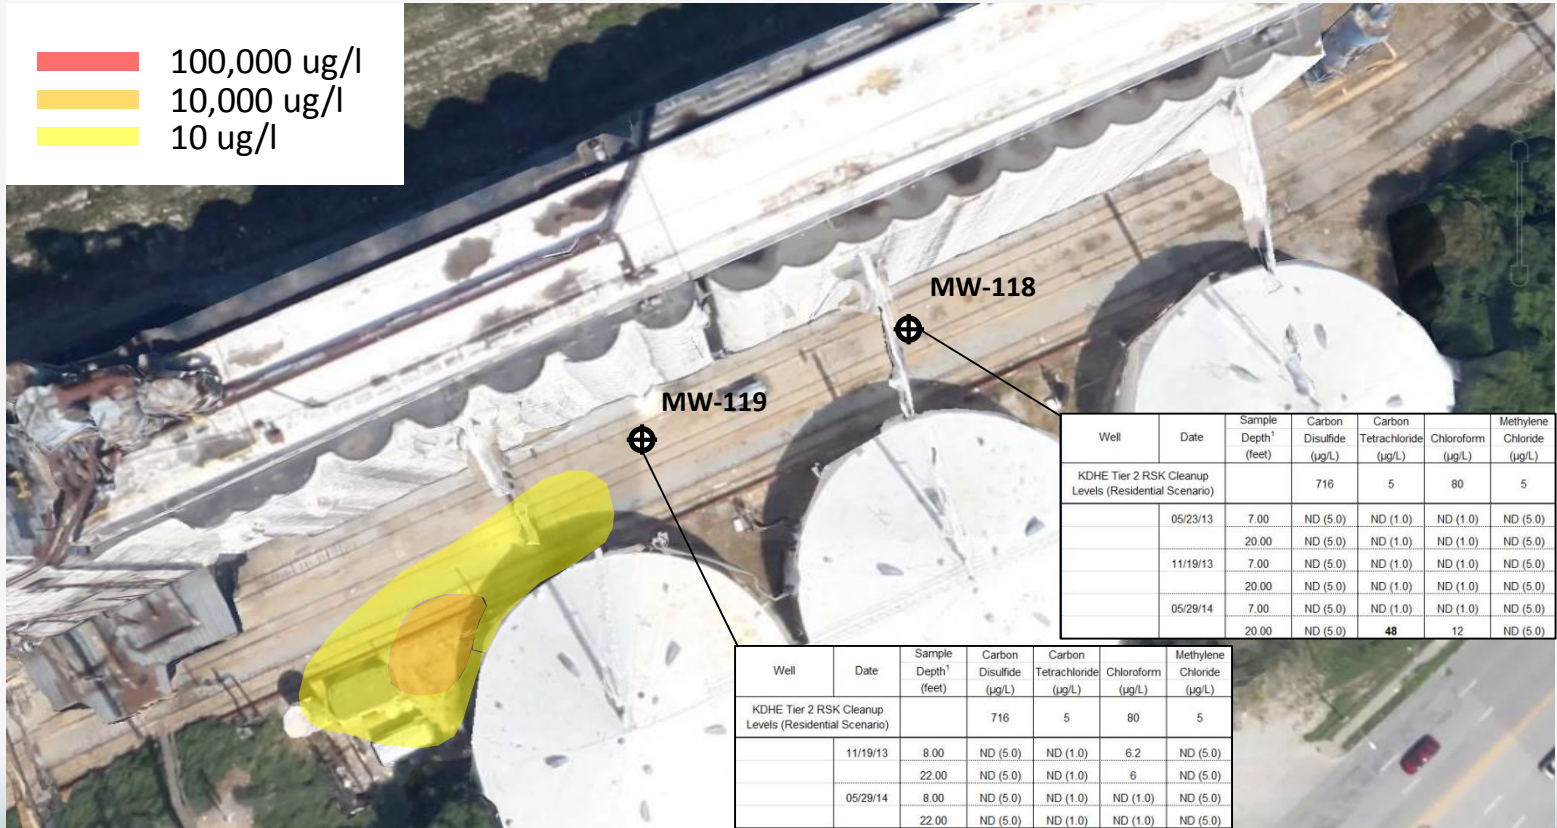 100,000 ug/l
10,000 ug/l
10 ug/l
MW-118
MW-119
Well Date Sample Depth¹ (feet) Carbon Disulfide (µg/L) Carbon Tetrachloride (µg/L) Chloroform (µg/L) Methylene Chloride (µg/L)
KDHE Tier 2 RSK Cleanup Levels (Residential Scenario) 716 5 80 5
05/23/13 7.00 ND (5.0) ND (1.0) ND (1.0) ND (5.0)
20.00 ND (5.0) ND (1.0) ND (1.0) ND (5.0)
11/19/13 7.00 ND (5.0) ND (1.0) ND (1.0) ND (5.0)
20.00 ND (5.0) ND (1.0) ND (1.0) ND (5.0)
05/29/14 7.00 ND (5.0) ND (1.0) ND (1.0) ND (5.0)
20.00 ND (5.0) 48 12 ND (5.0)
Well Date Sample Depth¹ (feet) Carbon Disulfide (µg/L) Carbon Tetrachloride (µg/L) Chloroform (µg/L) Methylene Chloride (µg/L)
KDHE Tier 2 RSK Cleanup Levels (Residential Scenario) 716 5 80 5
11/19/13 8.00 ND (5.0) ND (1.0) 6.2 ND (5.0)
22.00 ND (5.0) ND (1.0) 6 ND (5.0)
05/29/14 8.00 ND (5.0) ND (1.0) ND (1.0) ND (5.0)
22.00 ND (5.0) ND (1.0) ND (1.0) ND (5.0)